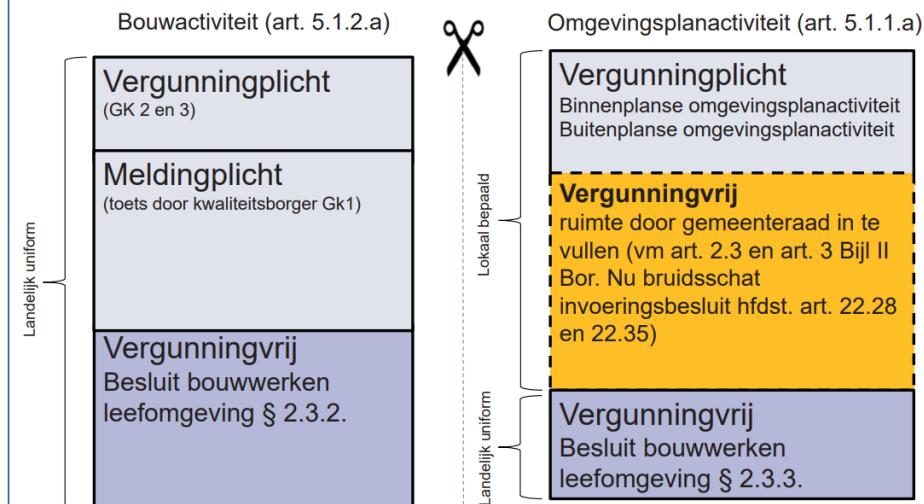 Bouwactiviteit (art. 5.1.2.a)
Landelijk uniform
Vergunningplicht
(GK 2 en 3)
Meldingplicht
(toets door kwaliteitsborger Gk1)
Vergunningvrij
Besluit bouwwerken
leefomgeving § 2.3.2.
Omgevingsplanactiviteit (art. 5.1.1.a)
Lokaal bepaald
Vergunningplicht
Binnenplanse omgevingsplanactiviteit
Buitenplanse omgevingsplanactiviteit
Vergunningvrij
ruimte door gemeenteraad in te
vullen (vm art. 2.3 en art. 3 Bijl II
Bor. Nu bruidsschat
invoeringsbesluit hfdst. art. 22.28
en 22.35)
Landelijk uniform
Vergunningvrij
Besluit bouwwerken
leefomgeving § 2.3.3.